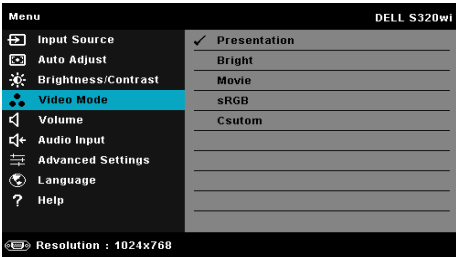 Menu DELL S320wi
Input Source ✓ Presentation
Auto Adjust Bright
Brightness/Contrast Movie
Video Mode sRGB
Volume Csutom
Audio Input
Advanced Settings
Language
? Help
Resolution : 1024x768